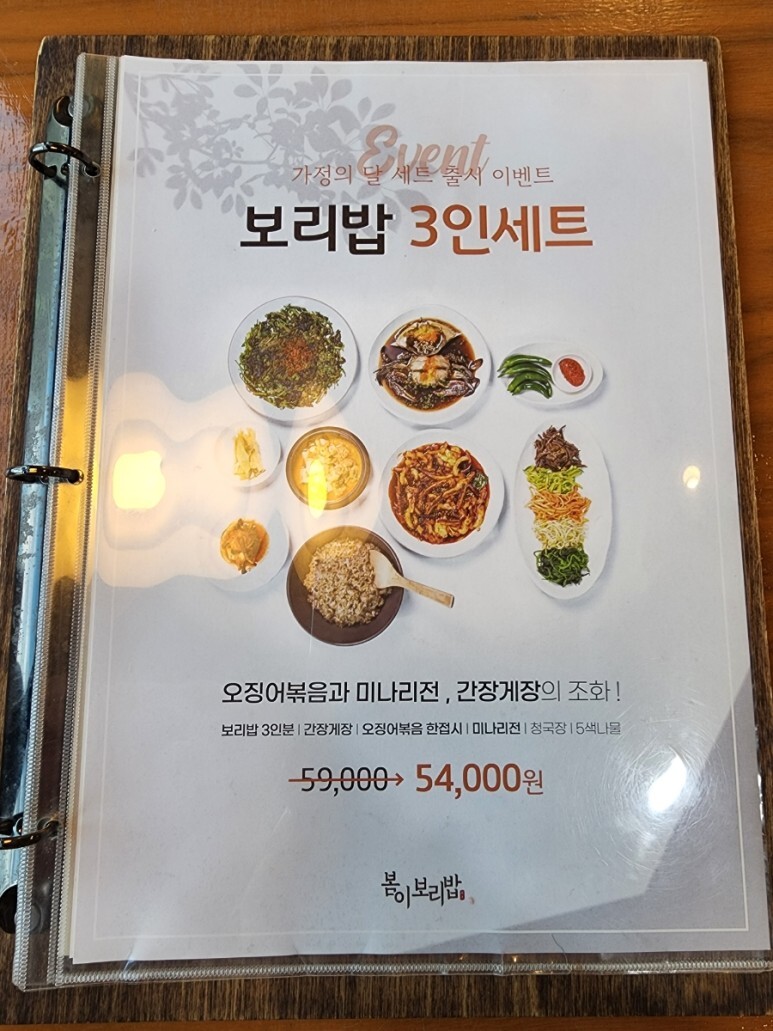 Event
가정의 달 세트 출시 이벤트
보리밥 3인세트
오징어볶음과 미나리전 , 간장게장의 조화 !
보리밥 3인분 | 간장게장 | 오징어볶음 한접시 | 미나리전 | 청국장 | 5색나물
59,000→ 54,000원
봄이보리밥